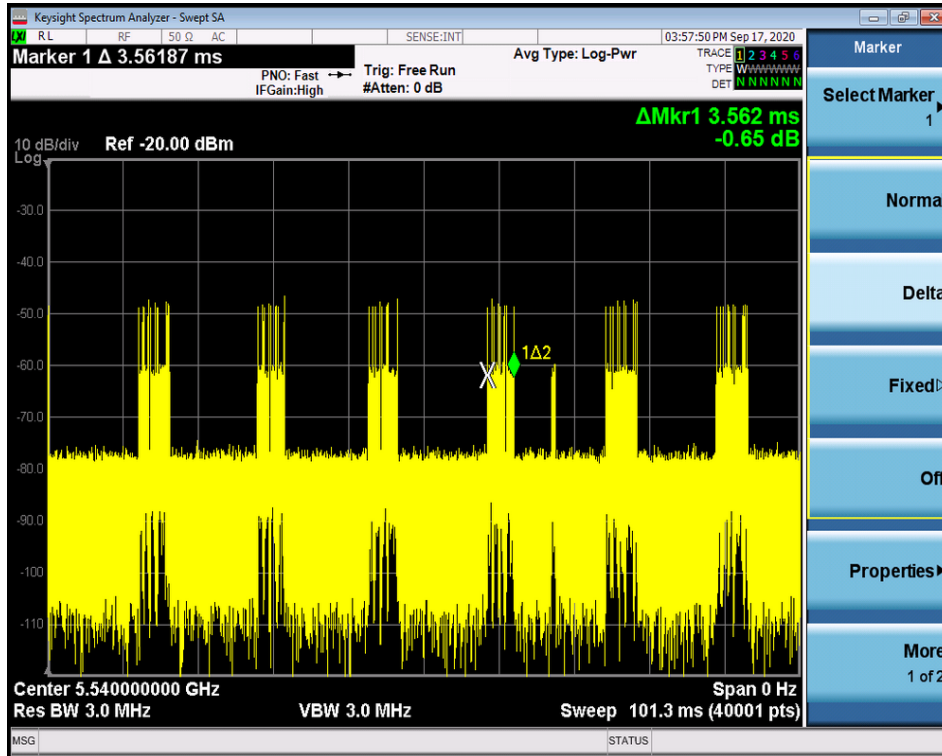 Keysight Spectrum Analyzer - Swept SA
LXI RL RF 50 Ω AC SENSE:INT 03:57:50 PM Sep 17, 2020
Marker 1 Δ 3.56187 ms
PNO: Fast
IFGain:High
Trig: Free Run
#Atten: 0 dB
Avg Type: Log-Pwr
TRACE 1 2 3 4 5 6
TYPE WWWWWW
DET N N N N N N
ΔMkr1 3.562 ms
-0.65 dB
10 dB/div Ref -20.00 dBm
Log
-30.0
-40.0
-50.0
-60.0
-70.0
-80.0
-90.0
-100
-110
1Δ2
Center 5.540000000 GHz Span 0 Hz
Res BW 3.0 MHz VBW 3.0 MHz Sweep 101.3 ms (40001 pts)
MSG STATUS
Marker
Select Marker
1
Norma
Delta
Fixed
Off
Properties
More
1 of 2